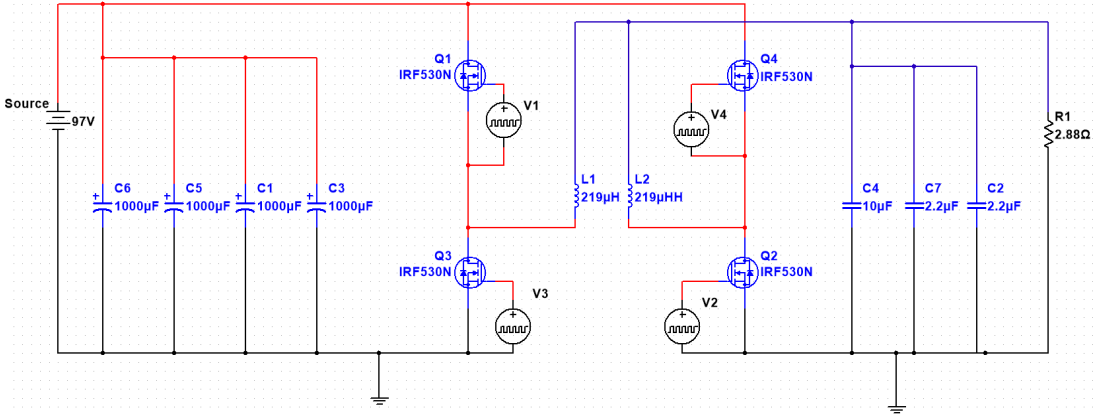 Source
97V
C6
1000µF
C5
1000µF
C1
1000µF
C3
1000µF
Q1
IRF530N
V1
Q3
IRF530N
V3
L1
219µH
L2
219µHH
Q4
IRF530N
V4
Q2
IRF530N
V2
C4
10µF
C7
2.2µF
C2
2.2µF
R1
2.88Ω